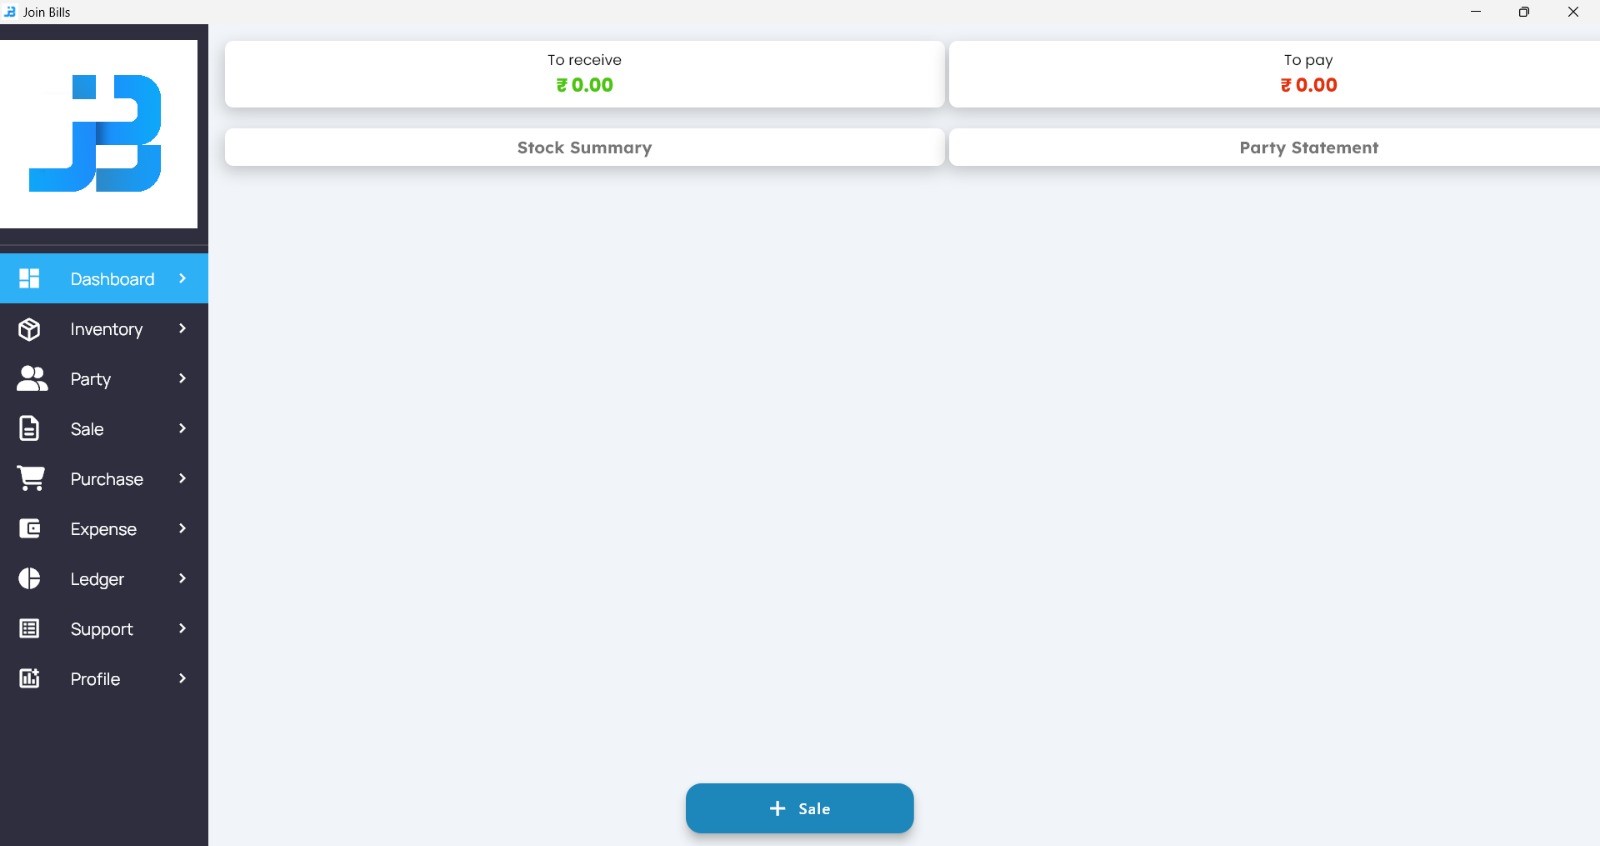 Join Bills
To receive
₹ 0.00
To pay
₹ 0.00
Stock Summary
Party Statement
Dashboard
Inventory
Party
Sale
Purchase
Expense
Ledger
Support
Profile
+ Sale